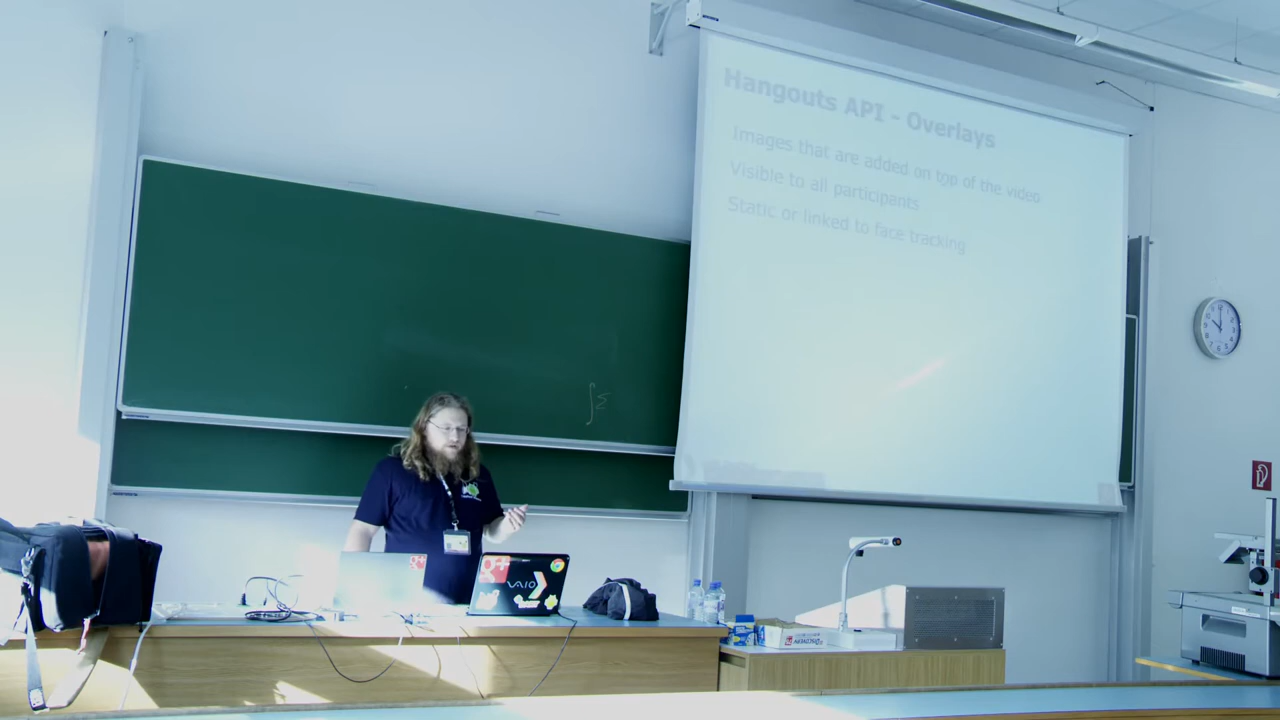 Hangouts API - Overlays
Images that are added on top of the video
Visible to all participants
Static or linked to face tracking
∫Σ
g+
g+
VAIO
DISCOVERY